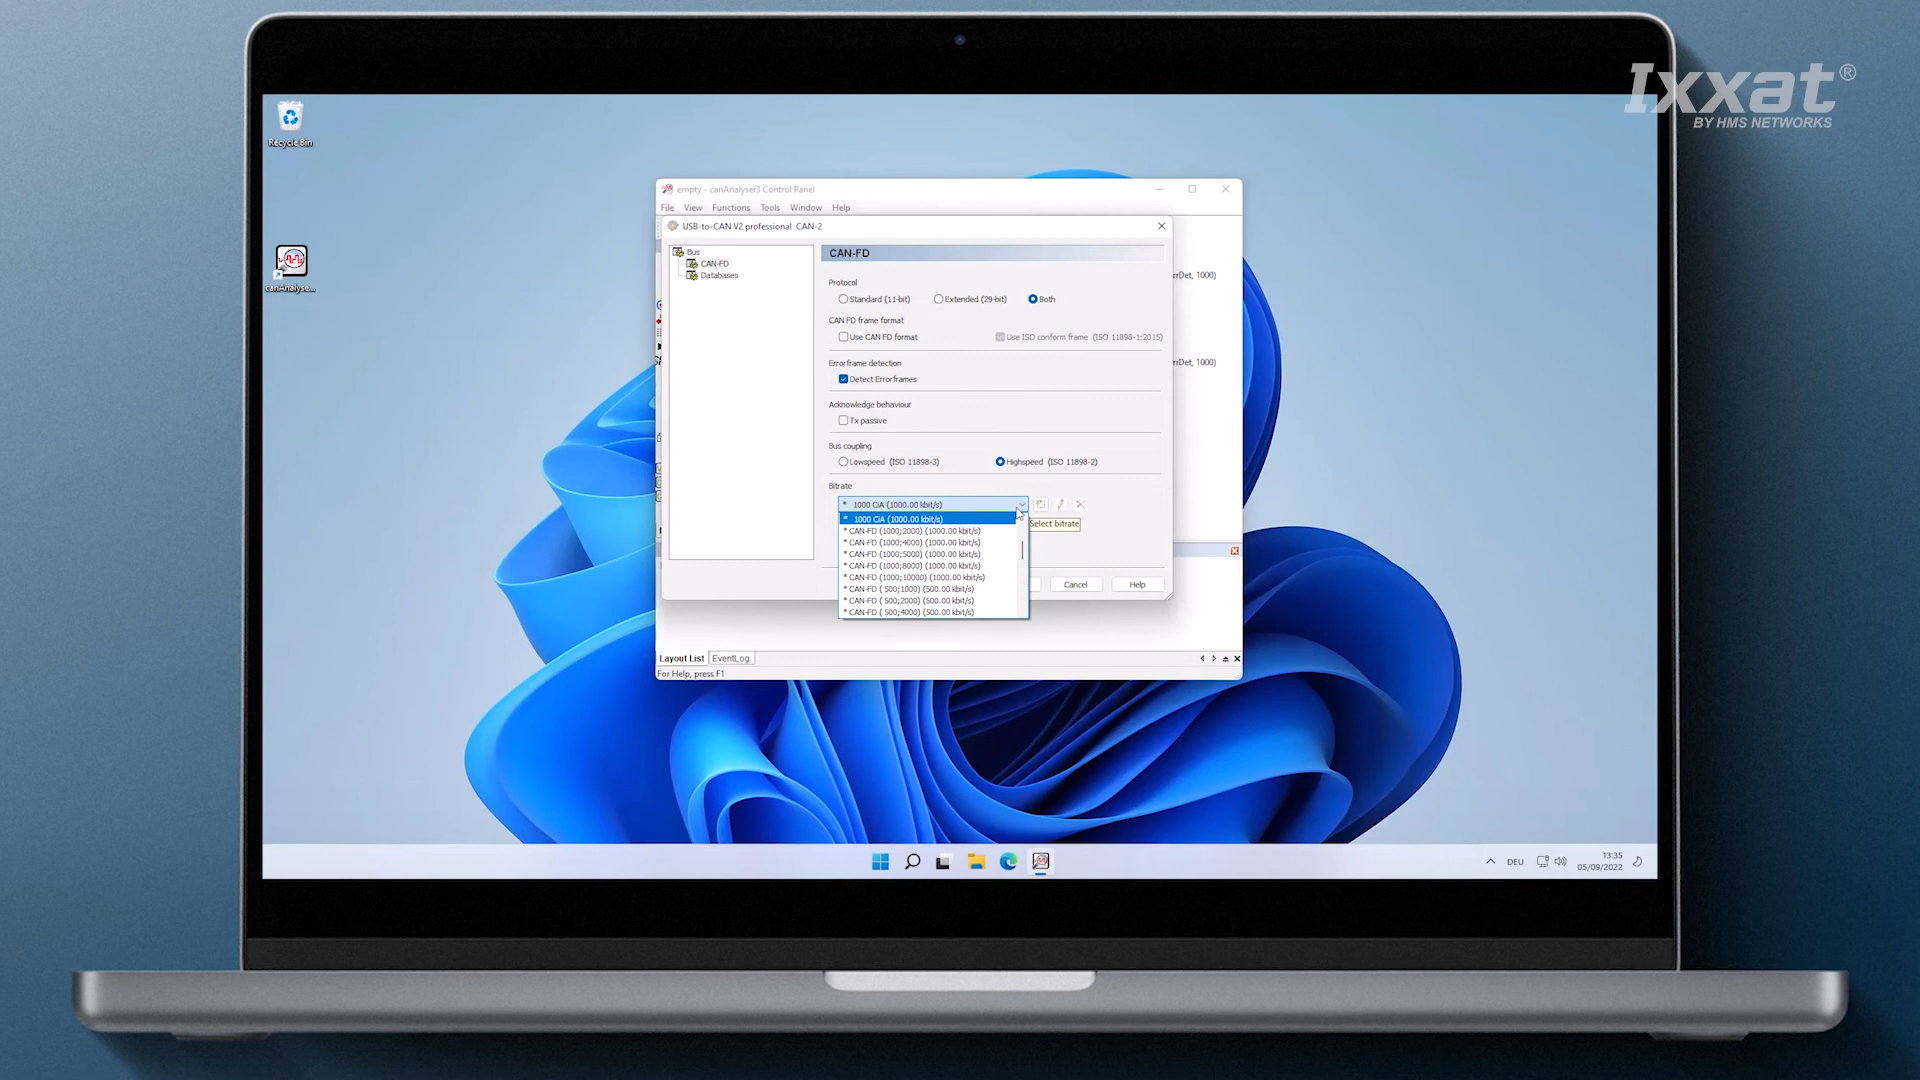 Ixxat®
BY HMS NETWORKS
Recycle Bin
canAnalyse...
empty - canAnalyser3 Control Panel
File View Functions Tools Window Help
USB-to-CAN V2 professional CAN-2
Bus
CAN-FD
Databases
CAN-FD
Protocol
Standard (11-bit) Extended (29-bit) Both
CAN FD frame format
Use CAN FD format Use ISO conform frame (ISO 11898-1:2015)
Errorframe detection
Detect Errorframes
Acknowledge behaviour
Tx passive
Bus coupling
Lowspeed (ISO 11898-3) Highspeed (ISO 11898-2)
Bitrate
* 1000 CiA (1000.00 kbit/s)
* 1000 CiA (1000.00 kbit/s)
Select bitrate
* CAN-FD (1000;2000) (1000.00 kbit/s)
* CAN-FD (1000;4000) (1000.00 kbit/s)
* CAN-FD (1000;5000) (1000.00 kbit/s)
* CAN-FD (1000;8000) (1000.00 kbit/s)
* CAN-FD (1000;10000) (1000.00 kbit/s)
* CAN-FD ( 500;1000) (500.00 kbit/s)
* CAN-FD ( 500;2000) (500.00 kbit/s)
* CAN-FD ( 500;4000) (500.00 kbit/s)
Cancel Help
rrDet, 1000)
rrDet, 1000)
Layout List EventLog
For Help, press F1
DEU
13:35
05/09/2022